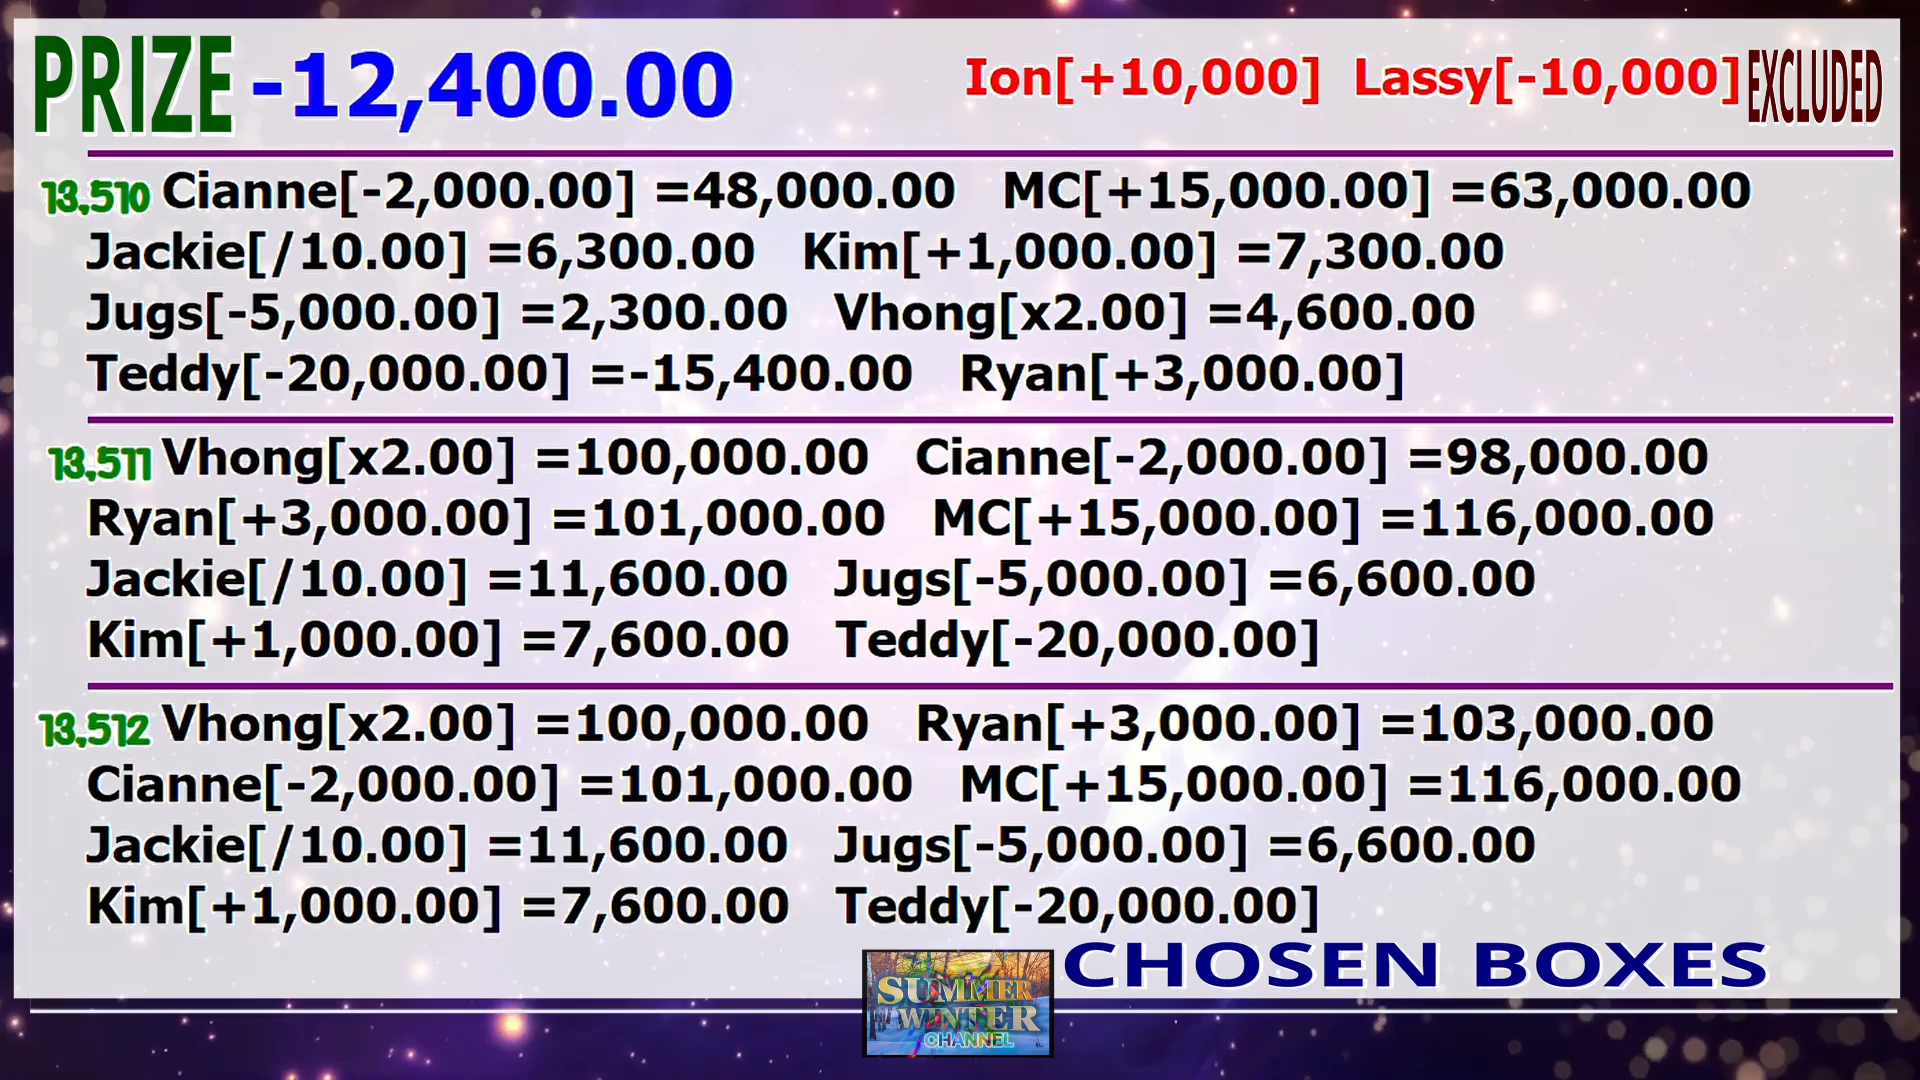 PRIZE -12,400.00 Ion[+10,000] Lassy[-10,000] EXCLUDED
13,510 Cianne[-2,000.00] =48,000.00 MC[+15,000.00] =63,000.00
Jackie[/10.00] =6,300.00 Kim[+1,000.00] =7,300.00
Jugs[-5,000.00] =2,300.00 Vhong[x2.00] =4,600.00
Teddy[-20,000.00] =-15,400.00 Ryan[+3,000.00]
13,511 Vhong[x2.00] =100,000.00 Cianne[-2,000.00] =98,000.00
Ryan[+3,000.00] =101,000.00 MC[+15,000.00] =116,000.00
Jackie[/10.00] =11,600.00 Jugs[-5,000.00] =6,600.00
Kim[+1,000.00] =7,600.00 Teddy[-20,000.00]
13,512 Vhong[x2.00] =100,000.00 Ryan[+3,000.00] =103,000.00
Cianne[-2,000.00] =101,000.00 MC[+15,000.00] =116,000.00
Jackie[/10.00] =11,600.00 Jugs[-5,000.00] =6,600.00
Kim[+1,000.00] =7,600.00 Teddy[-20,000.00]
CHOSEN BOXES
SUMMER
WINTER
CHANNEL